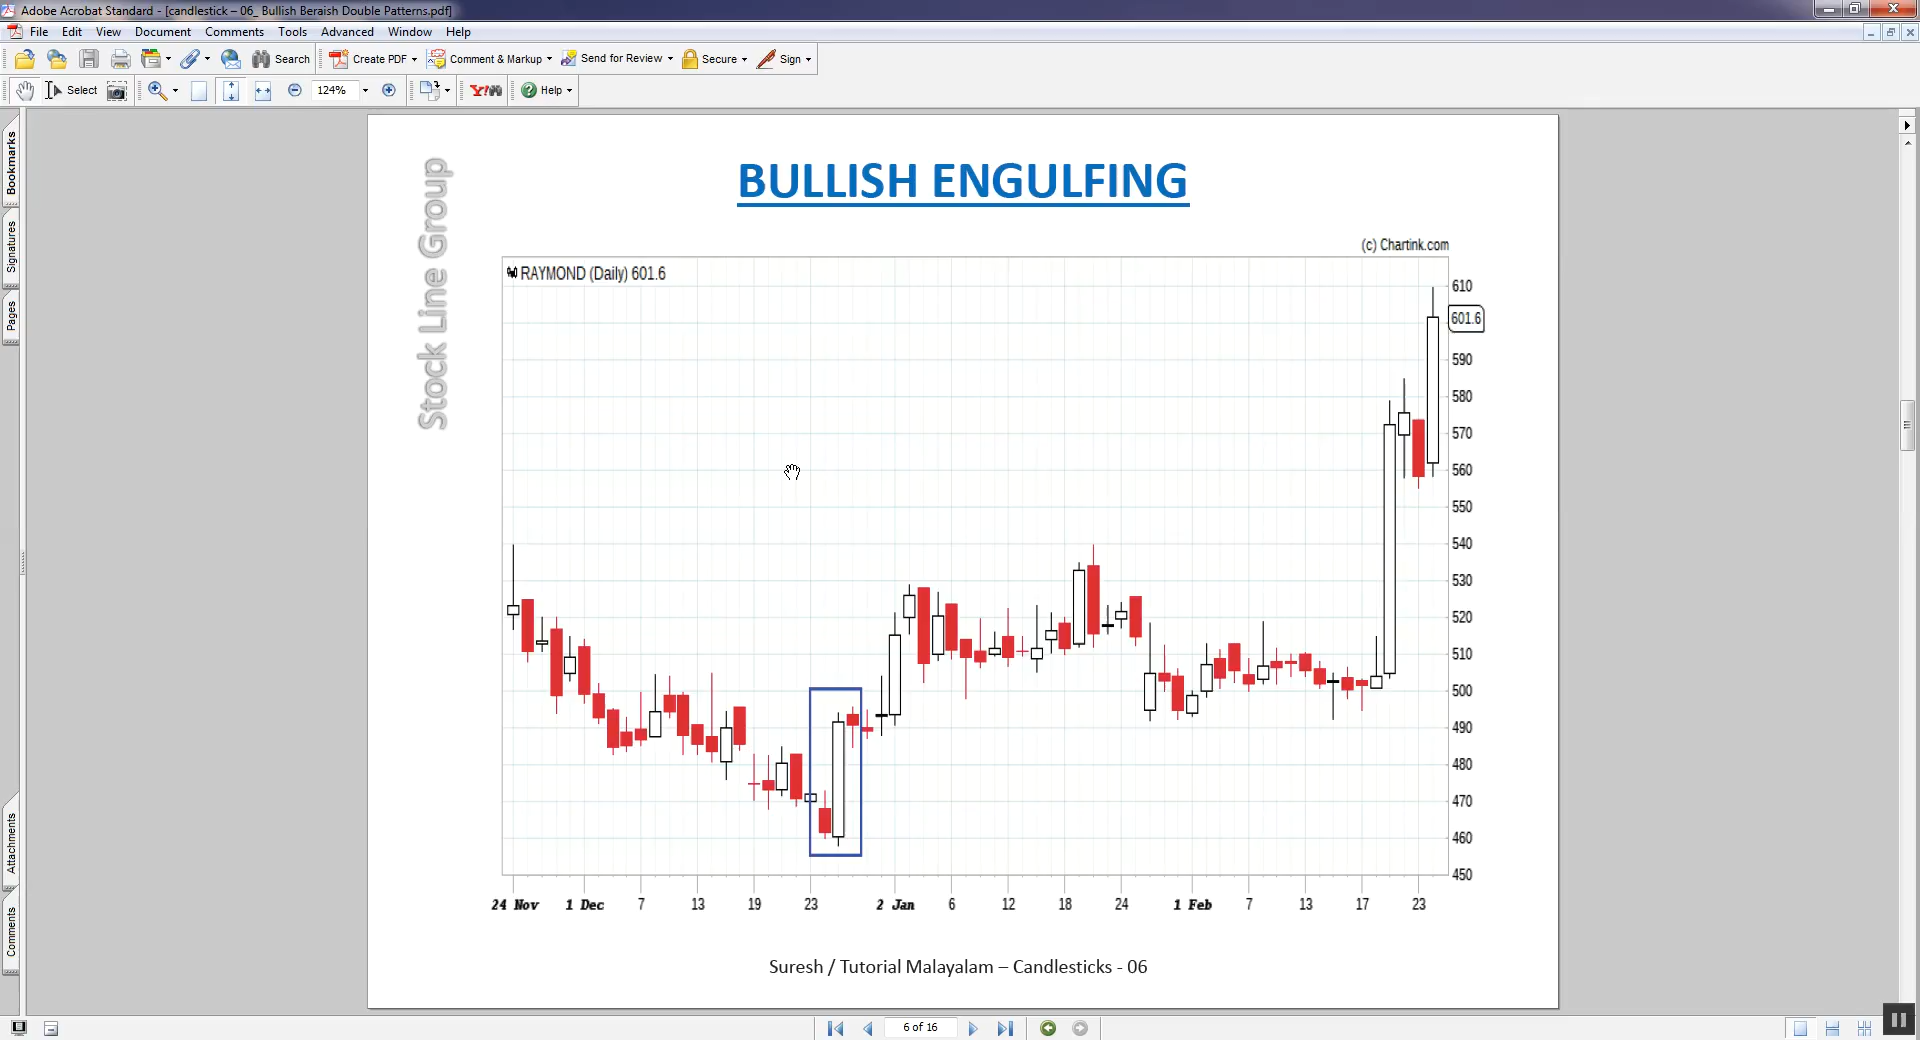 Adobe Acrobat Standard - [candlestick – 06_ Bullish Beraish Double Patterns.pdf]
File Edit View Document Comments Tools Advanced Window Help
Search Create PDF Comment & Markup Send for Review Secure Sign
Select 124% Y! Help
Bookmarks
Signatures
Pages
Attachments
Comments
Stock Line Group
BULLISH ENGULFING
(c) Chartink.com
RAYMOND (Daily) 601.6
610
601.6
590
580
570
560
550
540
530
520
510
500
490
480
470
460
450
24 Nov 1 Dec 7 13 19 23 2 Jan 6 12 18 24 1 Feb 7 13 17 23
Suresh / Tutorial Malayalam – Candlesticks - 06
6 of 16